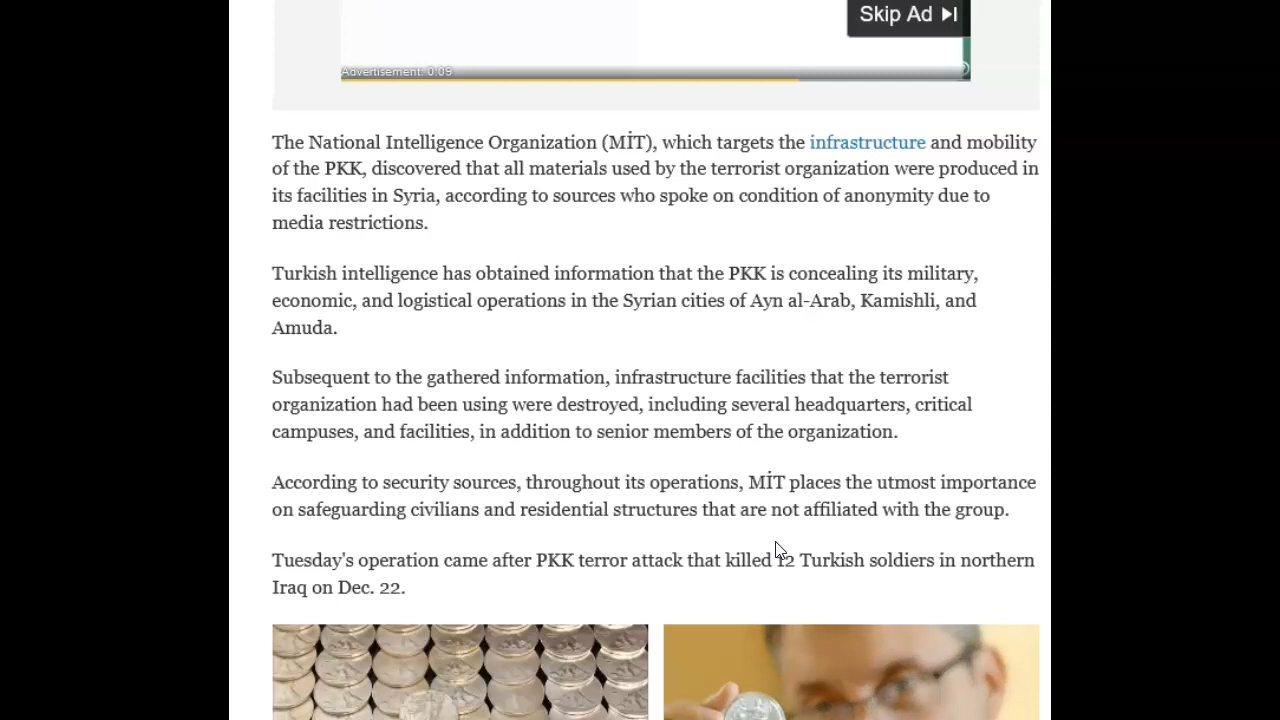 Skip Ad
Advertisement: 0:09
The National Intelligence Organization (MİT), which targets the infrastructure and mobility
of the PKK, discovered that all materials used by the terrorist organization were produced in
its facilities in Syria, according to sources who spoke on condition of anonymity due to
media restrictions.
Turkish intelligence has obtained information that the PKK is concealing its military,
economic, and logistical operations in the Syrian cities of Ayn al-Arab, Kamishli, and
Amuda.
Subsequent to the gathered information, infrastructure facilities that the terrorist
organization had been using were destroyed, including several headquarters, critical
campuses, and facilities, in addition to senior members of the organization.
According to security sources, throughout its operations, MİT places the utmost importance
on safeguarding civilians and residential structures that are not affiliated with the group.
Tuesday's operation came after PKK terror attack that killed 12 Turkish soldiers in northern
Iraq on Dec. 22.